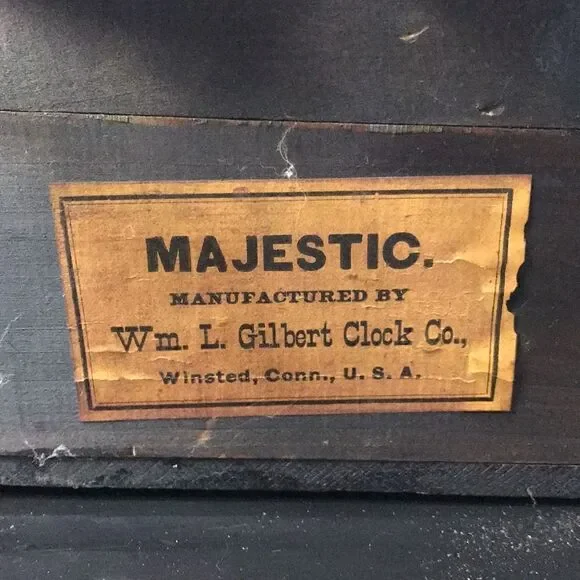 MAJESTIC.
MANUFACTURED BY
Wm. L. Gilbert Clock Co.,
Winsted, Conn., U. S. A.